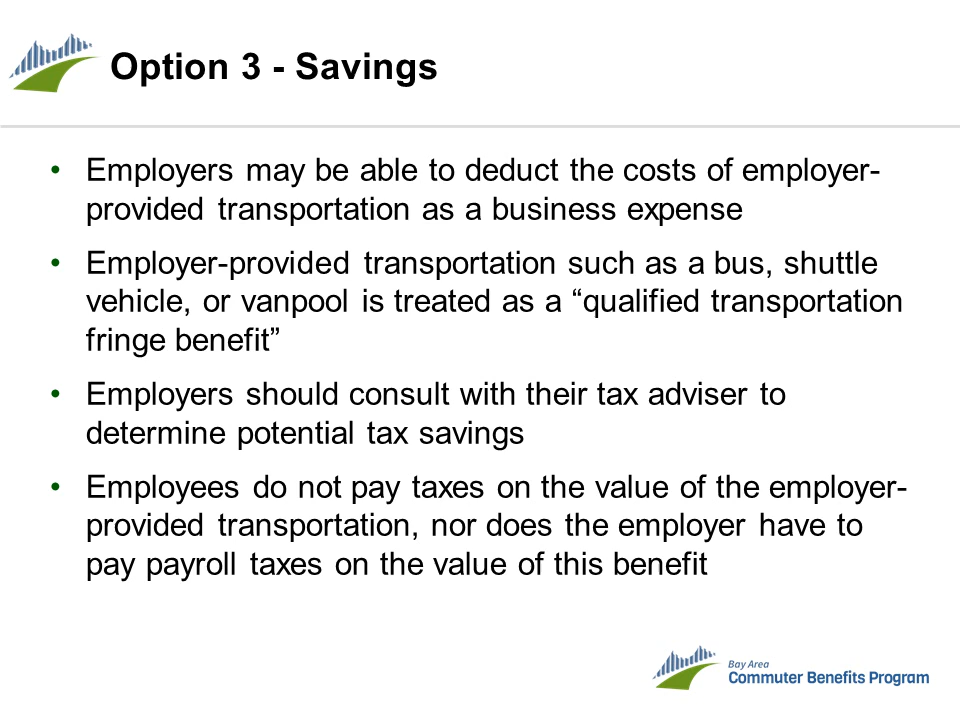 Option 3 - Savings
• Employers may be able to deduct the costs of employer-
provided transportation as a business expense
• Employer-provided transportation such as a bus, shuttle
vehicle, or vanpool is treated as a “qualified transportation
fringe benefit”
• Employers should consult with their tax adviser to
determine potential tax savings
• Employees do not pay taxes on the value of the employer-
provided transportation, nor does the employer have to
pay payroll taxes on the value of this benefit
Bay Area
Commuter Benefits Program